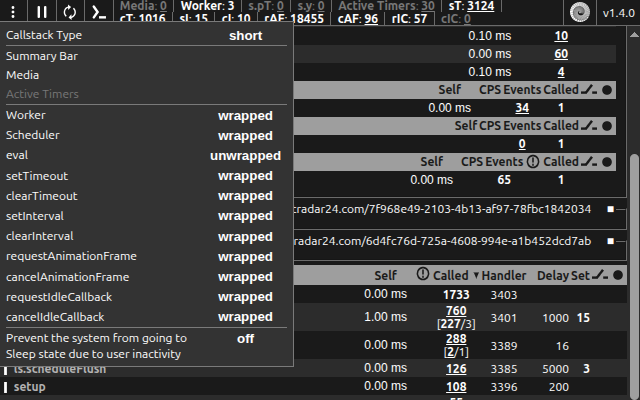 Media: 0 Worker: 3 s.pT: 0 s.y: 0 Active Timers: 30 sT: 3124
cT: 1016 sI: 15 cI: 10 rAF: 18455 cAF: 96 rIC: 57 cIC: 0 v1.4.0
Callstack Type short
Summary Bar
Media
Active Timers
Worker wrapped
Scheduler wrapped
eval unwrapped
setTimeout wrapped
clearTimeout wrapped
setInterval wrapped
clearInterval wrapped
requestAnimationFrame wrapped
cancelAnimationFrame wrapped
requestIdleCallback wrapped
cancelIdleCallback wrapped
Prevent the system from going to off
Sleep state due to user inactivity
0.10 ms 10
0.00 ms 60
0.10 ms 4
Self CPS Events Called
0.00 ms 34 1
Self CPS Events Called
0 1
Self CPS Events Called
0.00 ms 65 1
radar24.com/7f968e49-2103-4b13-af97-78fbc1842034
radar24.com/6d4fc76d-725a-4608-994e-a1b452dcd7ab
Self Called ▼ Handler Delay Set
0.00 ms 1733 3403
1.00 ms 760 3401 1000 15
[227/3]
0.00 ms 288 3389 16
[2/1]
ls.scheduleFlush 0.00 ms 126 3385 5000 3
setup 0.00 ms 108 3396 200